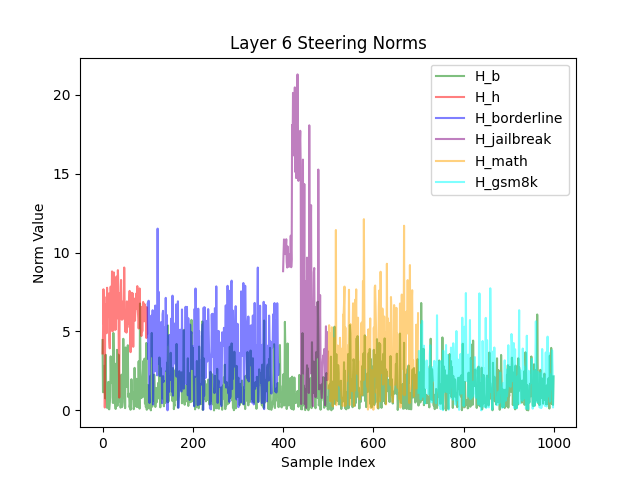 Layer 6 Steering Norms
H_b
H_h
H_borderline
H_jailbreak
H_math
H_gsm8k
20
15
10
5
0
Norm Value
0 200 400 600 800 1000
Sample Index